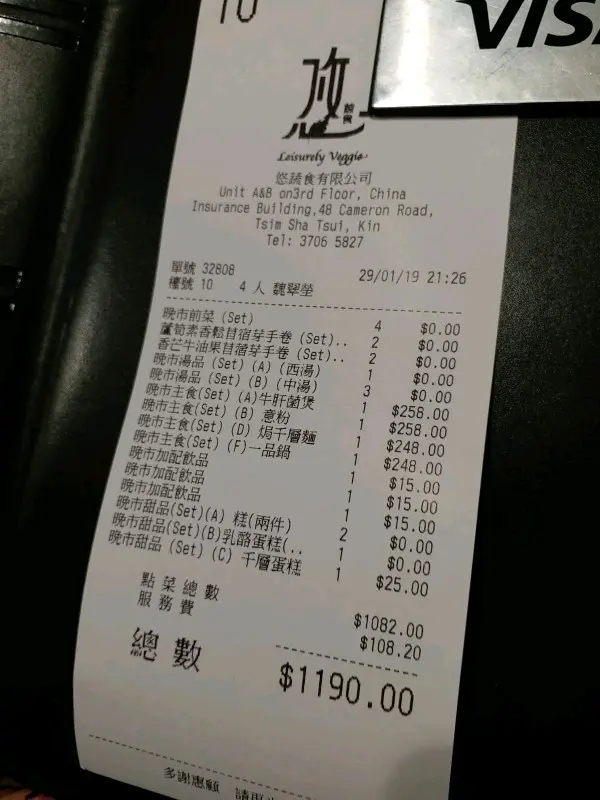 10
VISA
悠
蔬食
Leisurely Veggie
悠蔬食有限公司
Unit A&B on3rd Floor, China
Insurance Building,48 Cameron Road,
Tsim Sha Tsui, Kin
Tel: 3706 5827
單號 32808 29/01/19 21:26
檯號 10 4 人 魏翠瑩
晚市前菜 (Set) 4 $0.00
蘆筍素香鬆苜宿芽手卷 (Set).. 2 $0.00
香芒牛油果苜蓿芽手卷 (Set).. 2 $0.00
晚市湯品 (Set) (A) (西湯) 1 $0.00
晚市湯品 (Set) (B) (中湯) 3 $0.00
晚市主食(Set) (A)牛肝菌煲 1 $258.00
晚市主食(Set) (B) 意粉 1 $258.00
晚市主食(Set) (D) 焗千層麵 1 $248.00
晚市主食(Set) (F)一品鍋 1 $248.00
晚市加配飲品 1 $15.00
晚市加配飲品 1 $15.00
晚市加配飲品 1 $15.00
晚市甜品(Set)(A) 糕(兩件) 2 $0.00
晚市甜品(Set)(B)乳酪蛋糕(.. 1 $0.00
晚市甜品 (Set) (C) 千層蛋糕 1 $25.00
點菜總數 $1082.00
服務費 $108.20
總數 $1190.00
多謝惠顧